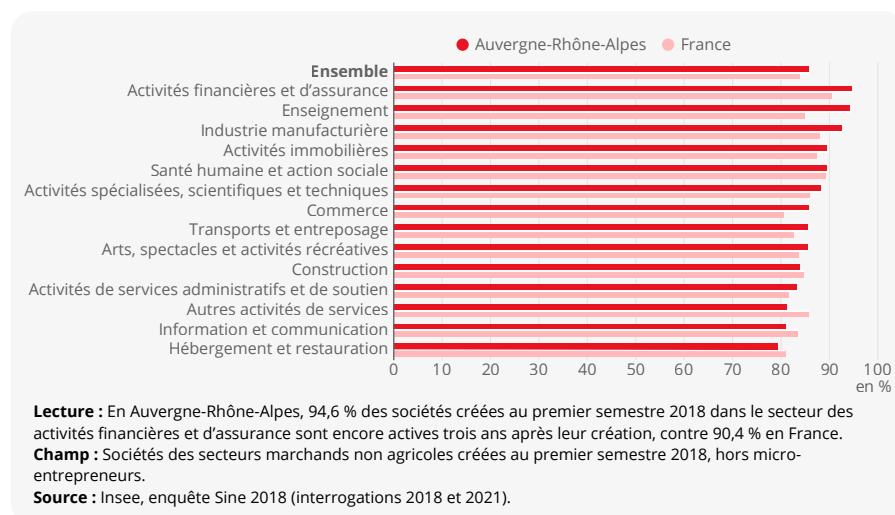 Auvergne-Rhône-Alpes France
Ensemble
Activités financières et d’assurance
Enseignement
Industrie manufacturière
Activités immobilières
Santé humaine et action sociale
Activités spécialisées, scientifiques et techniques
Commerce
Transports et entreposage
Arts, spectacles et activités récréatives
Construction
Activités de services administratifs et de soutien
Autres activités de services
Information et communication
Hébergement et restauration
0 10 20 30 40 50 60 70 80 90 100
en %
Lecture : En Auvergne-Rhône-Alpes, 94,6 % des sociétés créées au premier semestre 2018 dans le secteur des
activités financières et d’assurance sont encore actives trois ans après leur création, contre 90,4 % en France.
Champ : Sociétés des secteurs marchands non agricoles créées au premier semestre 2018, hors micro-
entrepreneurs.
Source : Insee, enquête Sine 2018 (interrogations 2018 et 2021).